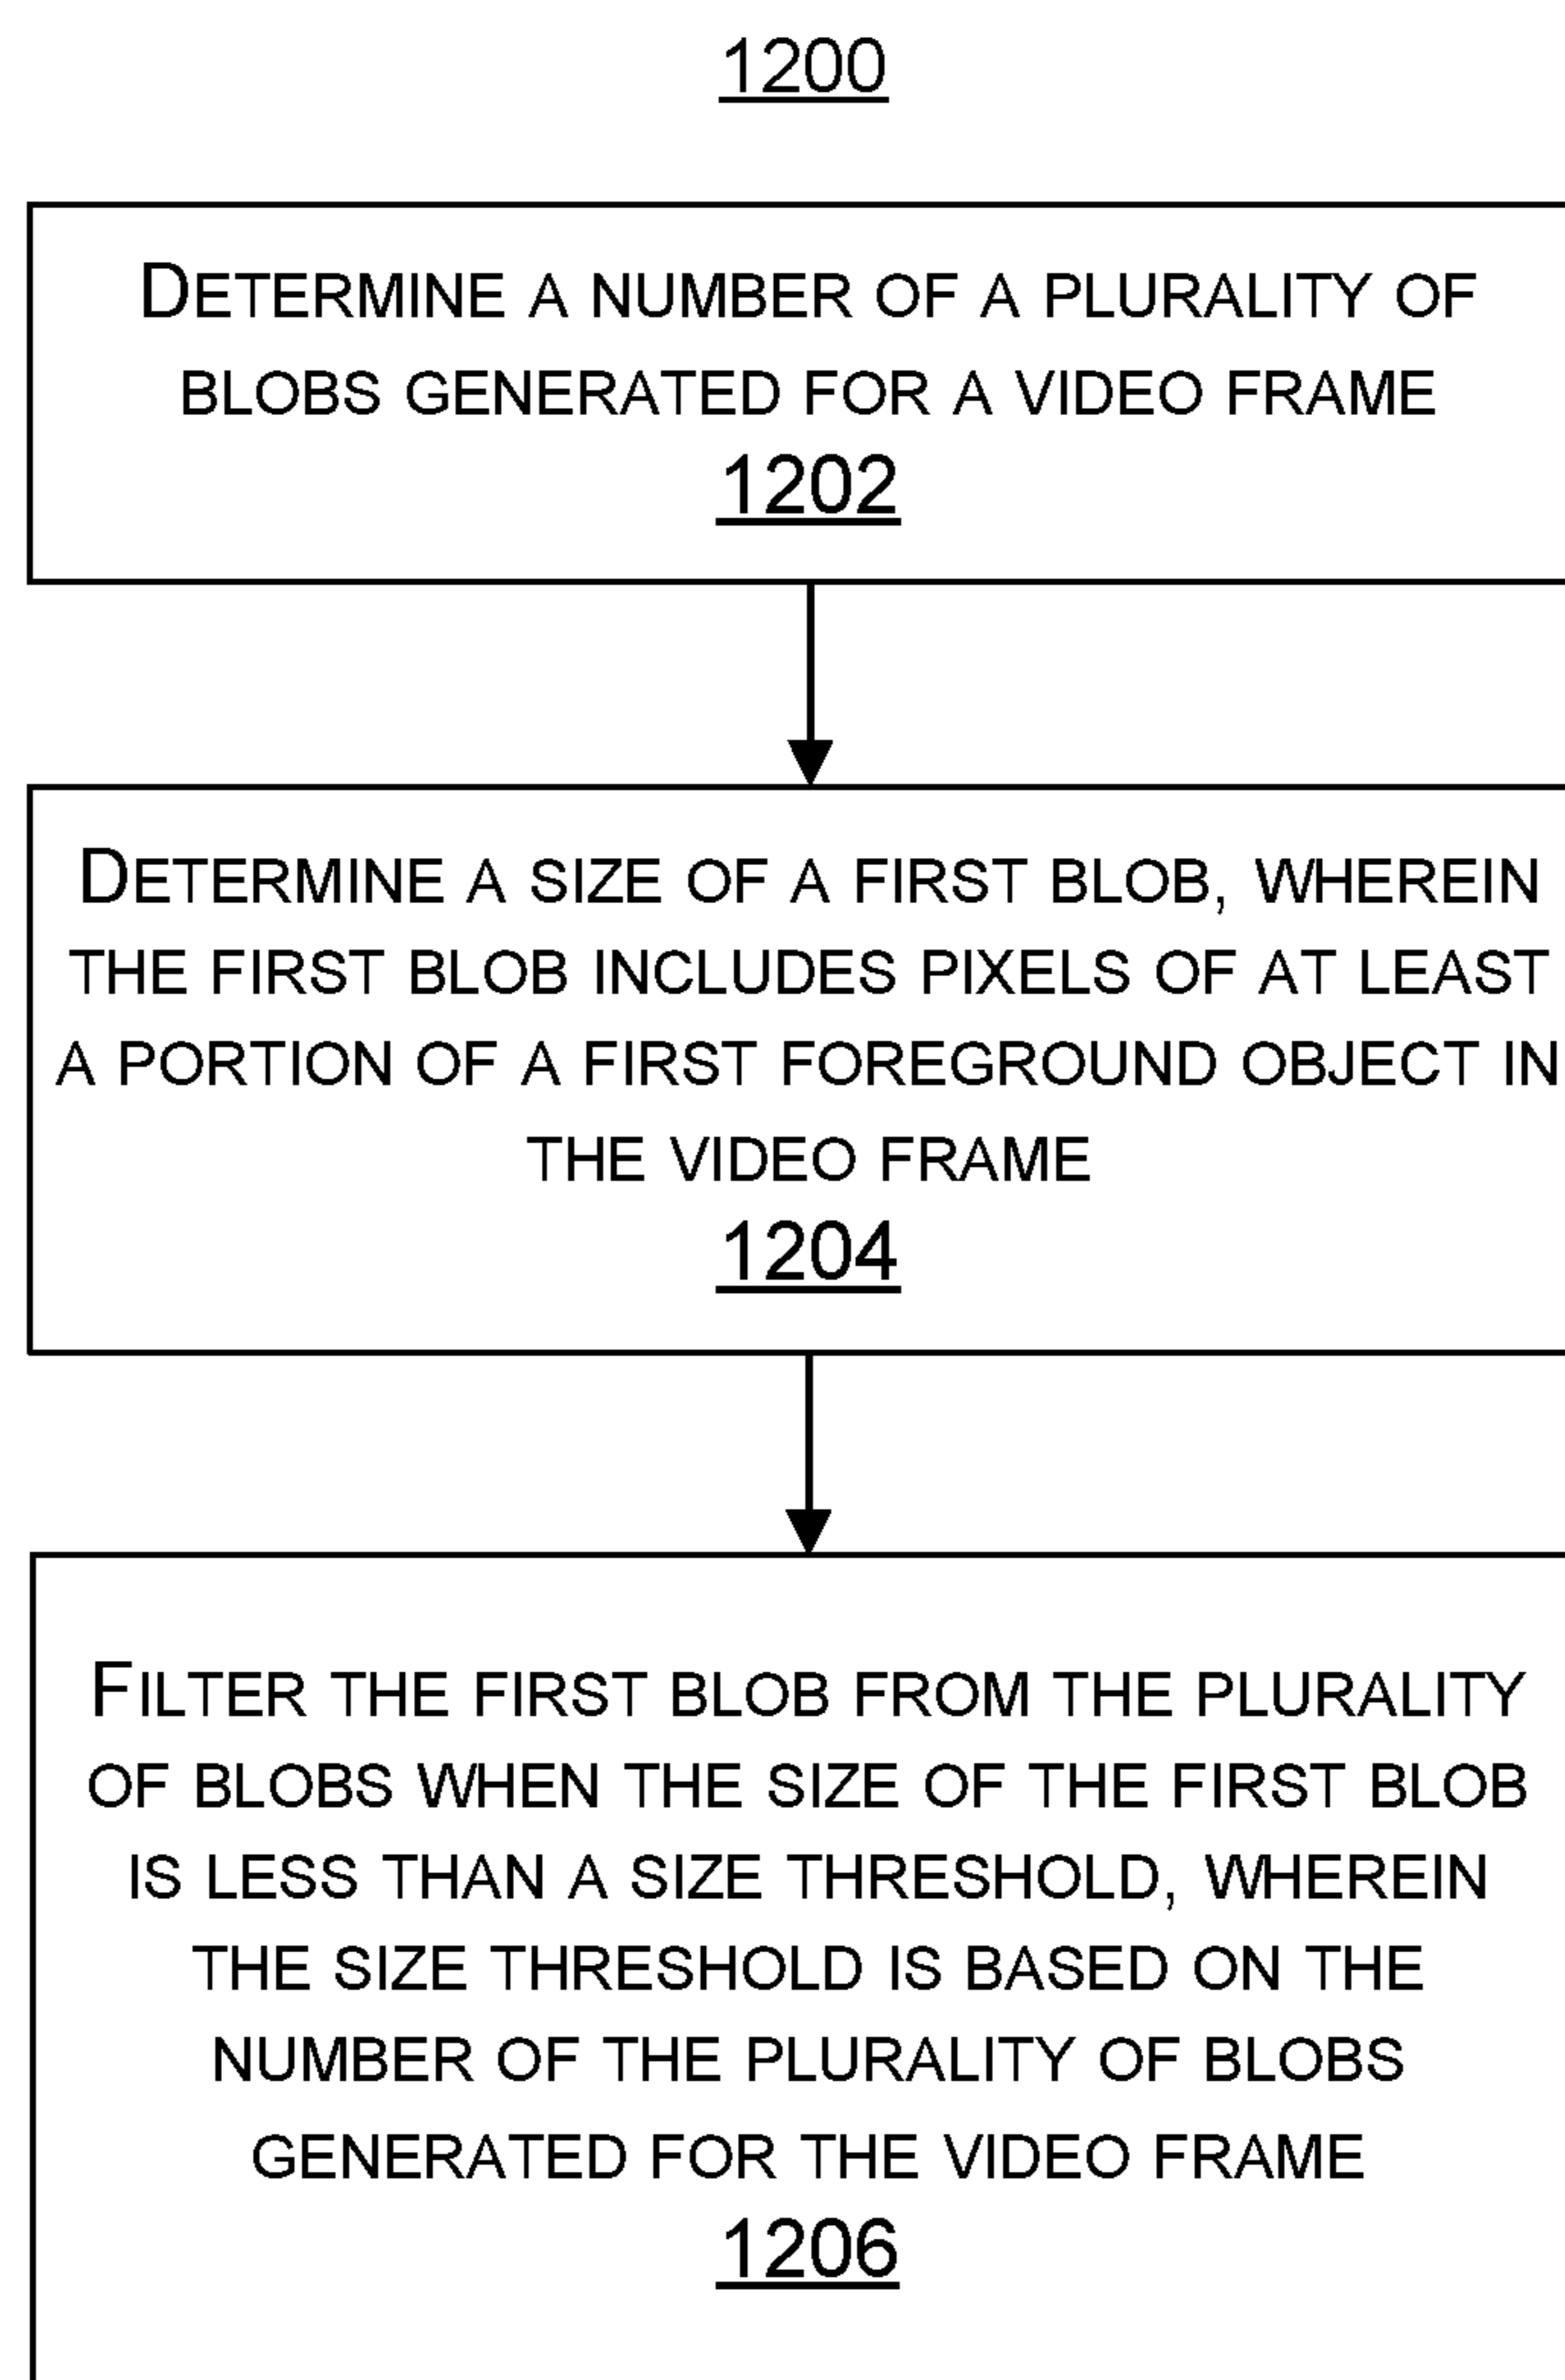 1200
DETERMINE A NUMBER OF A PLURALITY OF
BLOBS GENERATED FOR A VIDEO FRAME
1202
DETERMINE A SIZE OF A FIRST BLOB, WHEREIN
THE FIRST BLOB INCLUDES PIXELS OF AT LEAST
A PORTION OF A FIRST FOREGROUND OBJECT IN
THE VIDEO FRAME
1204
FILTER THE FIRST BLOB FROM THE PLURALITY
OF BLOBS WHEN THE SIZE OF THE FIRST BLOB
IS LESS THAN A SIZE THRESHOLD, WHEREIN
THE SIZE THRESHOLD IS BASED ON THE
NUMBER OF THE PLURALITY OF BLOBS
GENERATED FOR THE VIDEO FRAME
1206